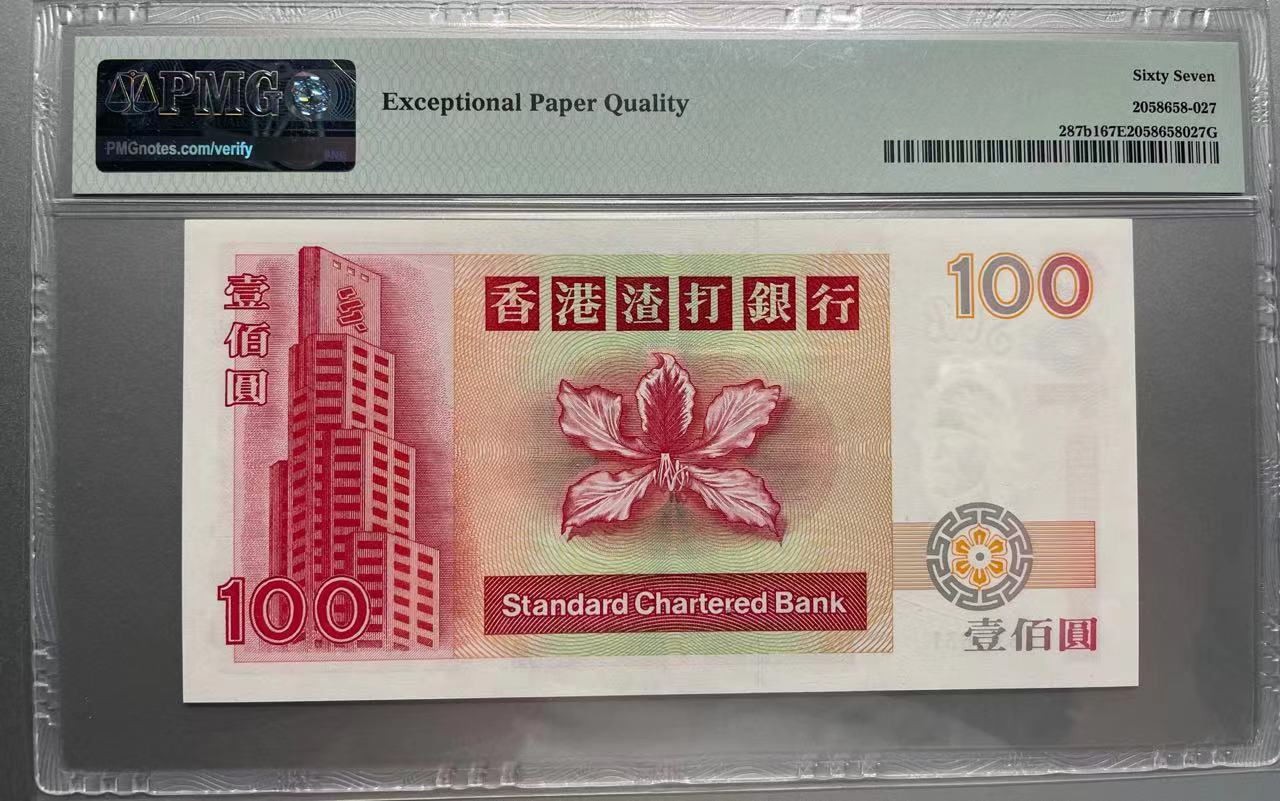 PMG
PMGnotes.com/verify
Exceptional Paper Quality
Sixty Seven
2058658-027
287b167E2058658027G
壹佰圓
香港渣打銀行
100
100
Standard Chartered Bank
壹佰圓